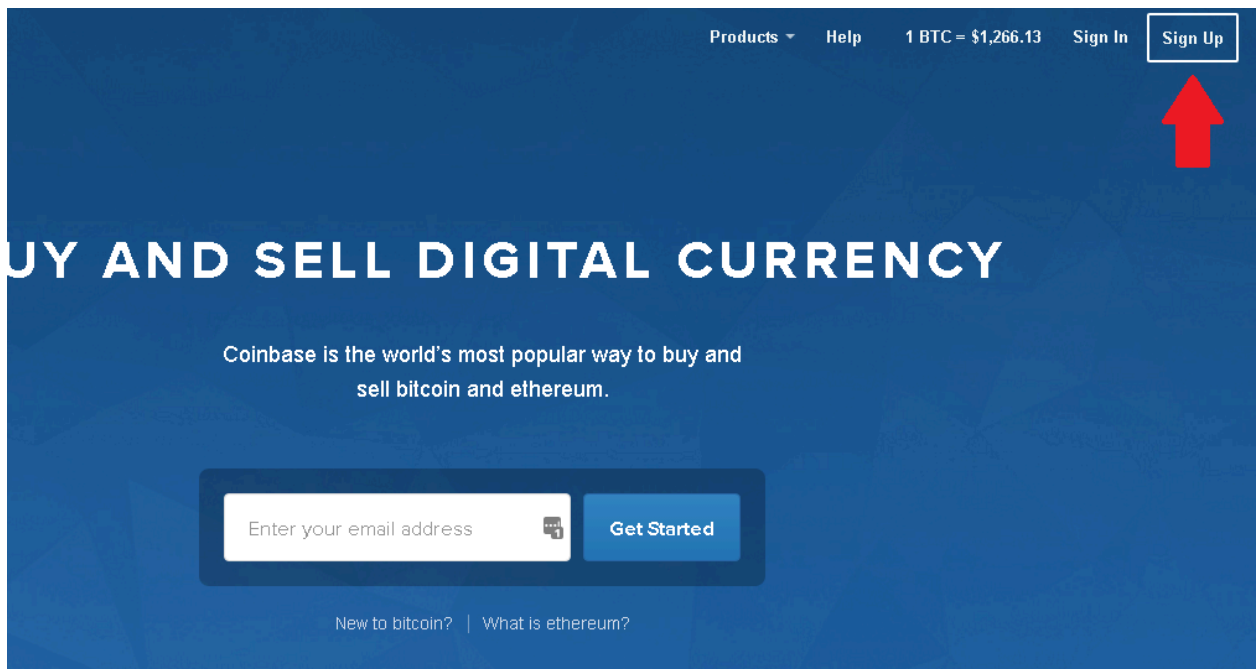 Products Help 1 BTC = $1,266.13 Sign In Sign Up
UY AND SELL DIGITAL CURRENCY
Coinbase is the world's most popular way to buy and
sell bitcoin and ethereum.
Enter your email address 1 Get Started
New to bitcoin? | What is ethereum?